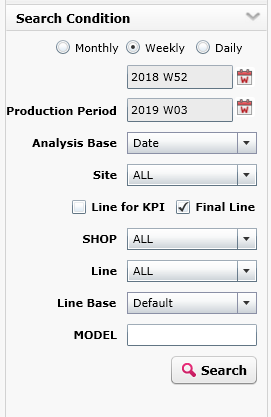 Search Condition
Monthly Weekly Daily
2018 W52
Production Period 2019 W03
Analysis Base Date
Site ALL
Line for KPI Final Line
SHOP ALL
Line ALL
Line Base Default
MODEL
Search